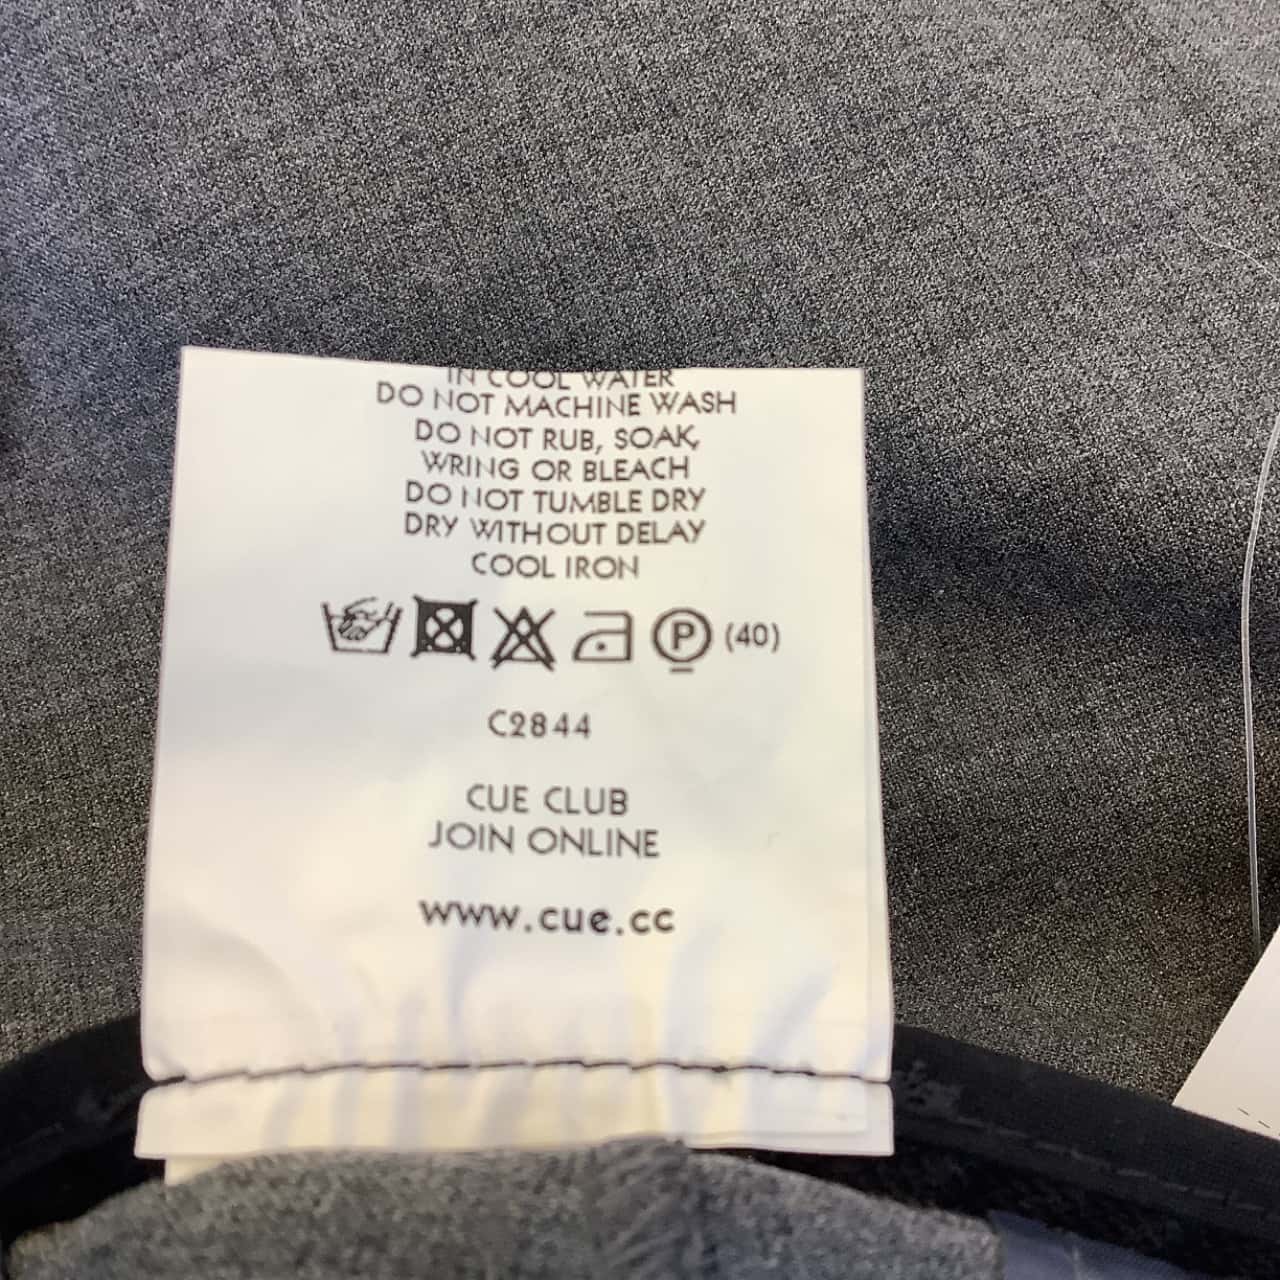 IN COOL WATER
DO NOT MACHINE WASH
DO NOT RUB, SOAK,
WRING OR BLEACH
DO NOT TUMBLE DRY
DRY WITHOUT DELAY
COOL IRON
P (40)
C2844
CUE CLUB
JOIN ONLINE
www.cue.cc